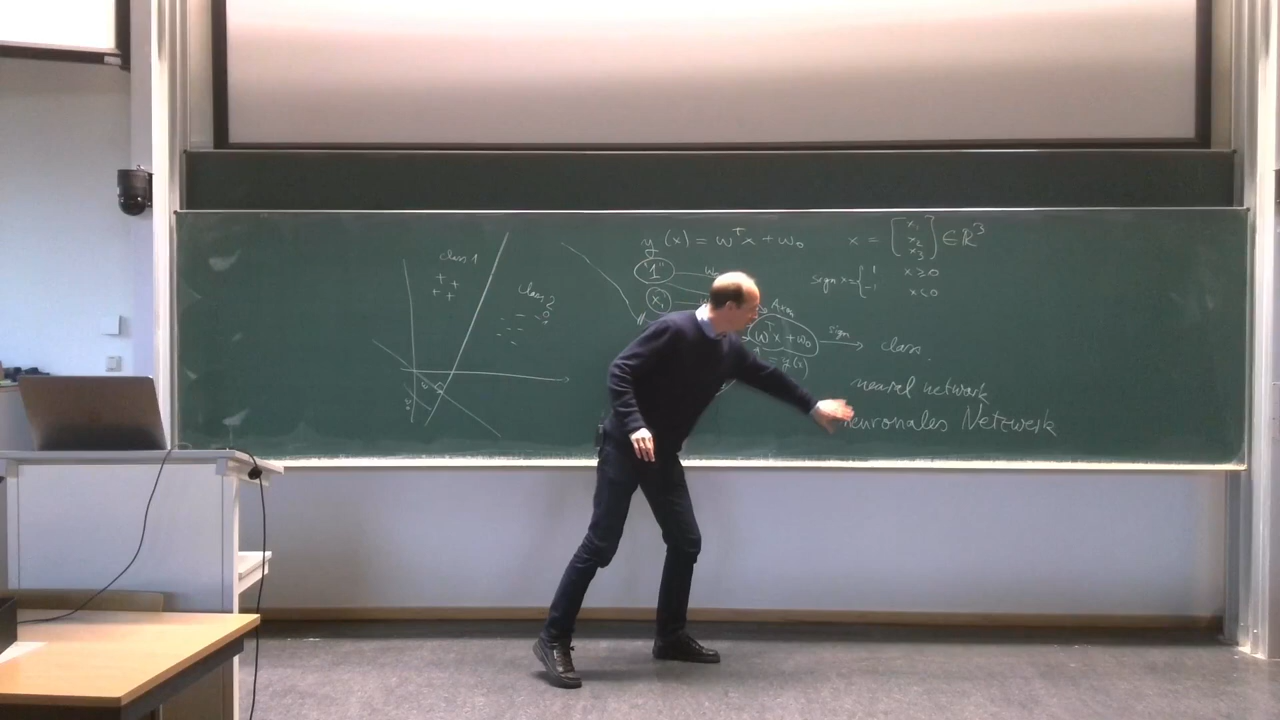 class 1
class 2
y(x) = wᵀx + w₀
x = [x₁ x₂ x₃] ∈ ℝ³
"1"
sign x = { 1 x ≥ 0
-1 x < 0
x₁
wᵀx + w₀
sign
class.
= y(x)
neural network
neuronales Netzwerk